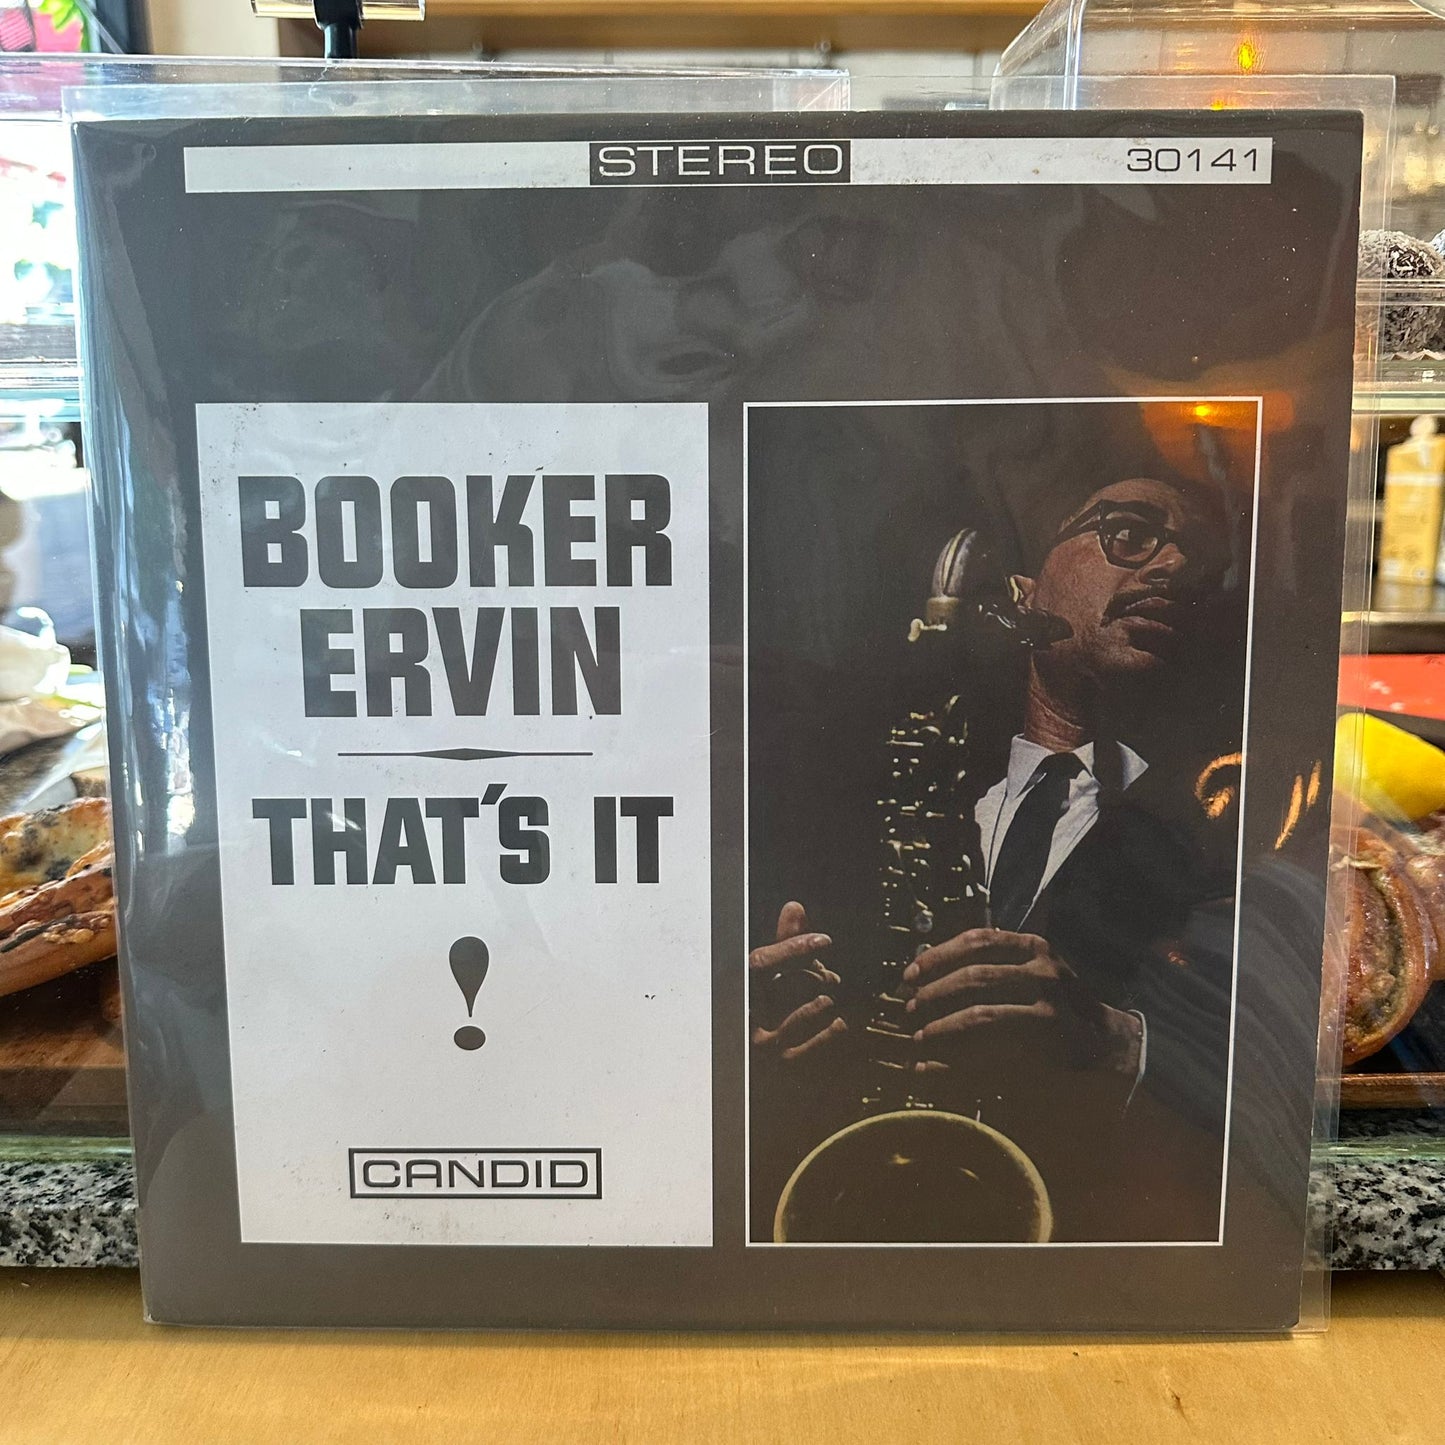 STEREO
30141
BOOKER
ERVIN
THAT'S IT
!
CANDID